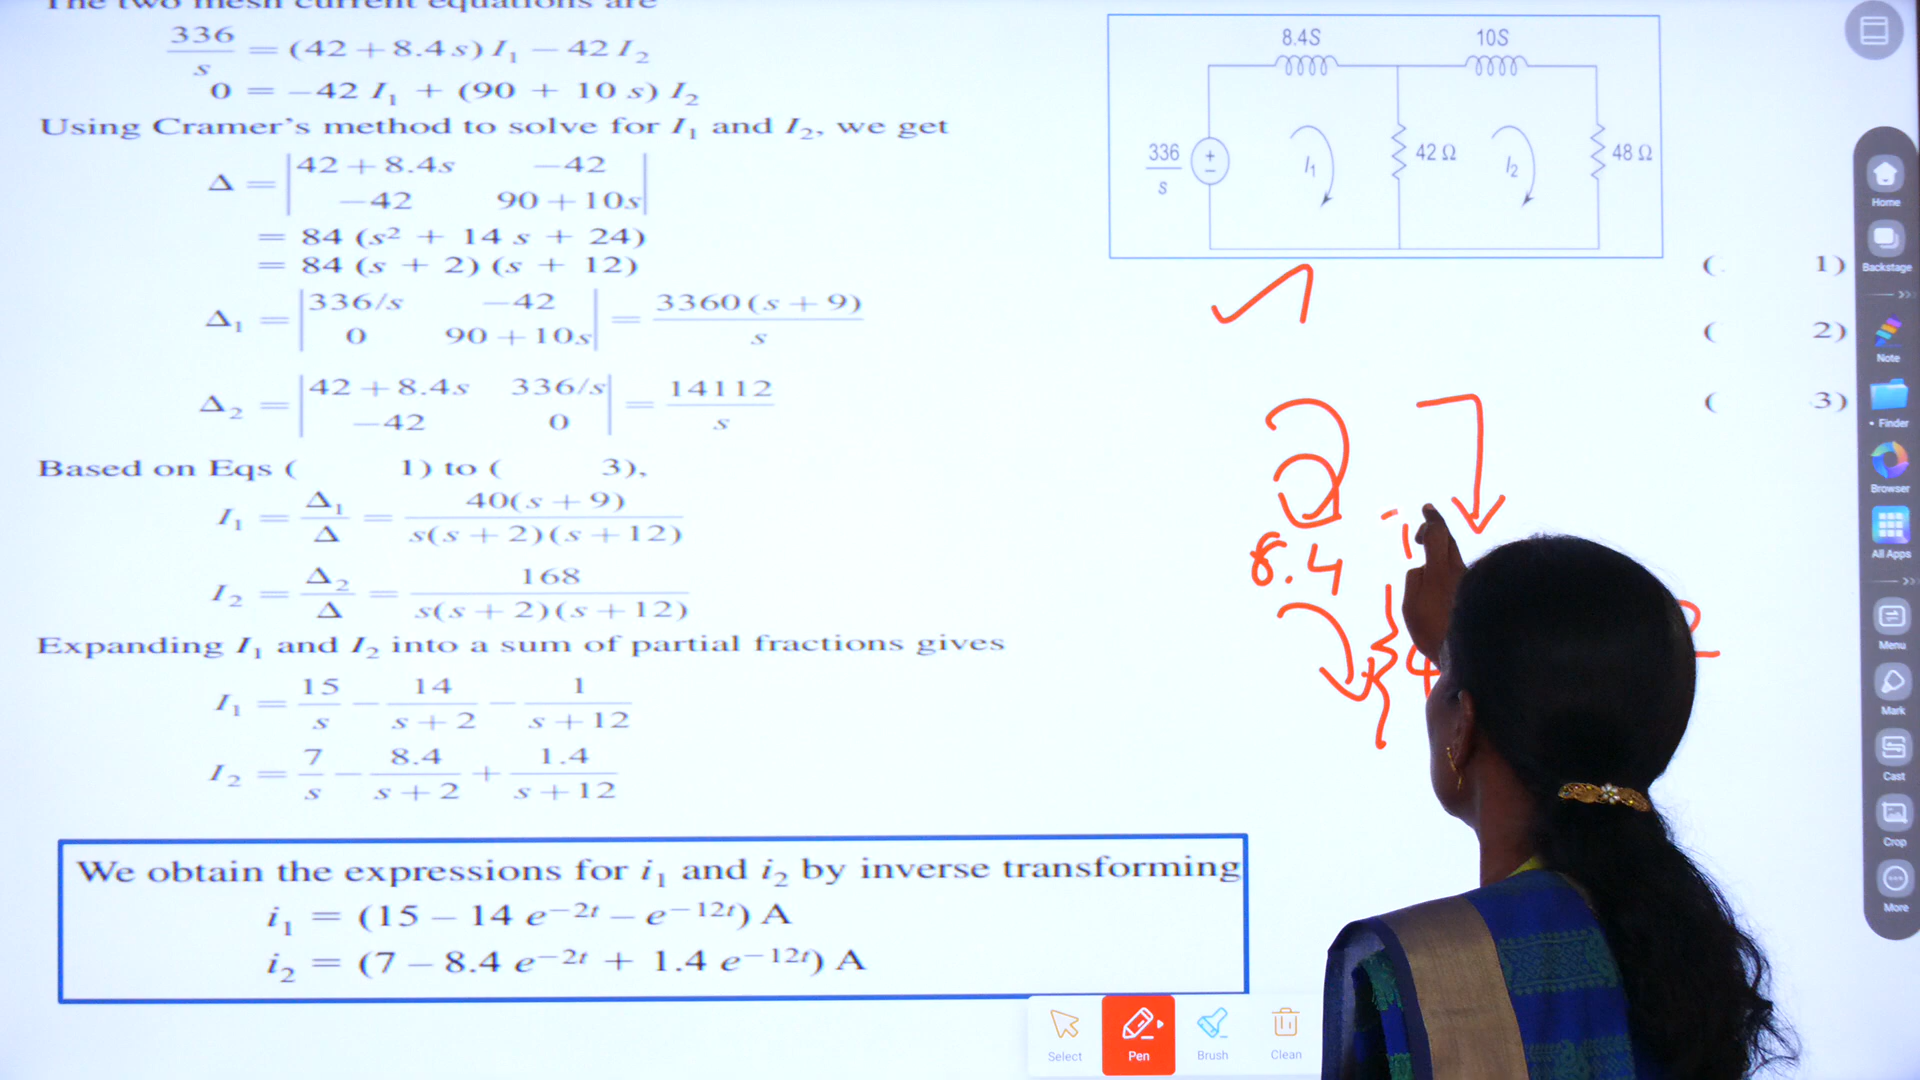 The two mesh current equations are
336/s = (42 + 8.4s) I₁ − 42 I₂
0 = −42 I₁ + (90 + 10 s) I₂
Using Cramer's method to solve for I₁ and I₂, we get
Δ = |42 + 8.4s −42|
|−42 90 + 10s|
= 84 (s² + 14 s + 24)
= 84 (s + 2) (s + 12)
Δ₁ = |336/s −42| = 3360(s + 9)/s
|0 90 + 10s|
Δ₂ = |42 + 8.4s 336/s| = 14112/s
|−42 0|
Based on Eqs ( 1) to ( 3),
I₁ = Δ₁/Δ = 40(s + 9)/s(s + 2)(s + 12)
I₂ = Δ₂/Δ = 168/s(s + 2)(s + 12)
Expanding I₁ and I₂ into a sum of partial fractions gives
I₁ = 15/s − 14/s + 2 − 1/s + 12
I₂ = 7/s − 8.4/s + 2 + 1.4/s + 12
We obtain the expressions for i₁ and i₂ by inverse transforming
i₁ = (15 − 14 e⁻²ᵗ − e⁻¹²ᵗ) A
i₂ = (7 − 8.4 e⁻²ᵗ + 1.4 e⁻¹²ᵗ) A
8.4S 10S
336/s + − I₁ 42 Ω I₂ 48 Ω
( 1)
( 2)
( 3)
8.4
Home
Backstage
Note
• Finder
Browser
All Apps
Menu
Mark
Cast
Crop
More
Select Pen Brush Clean